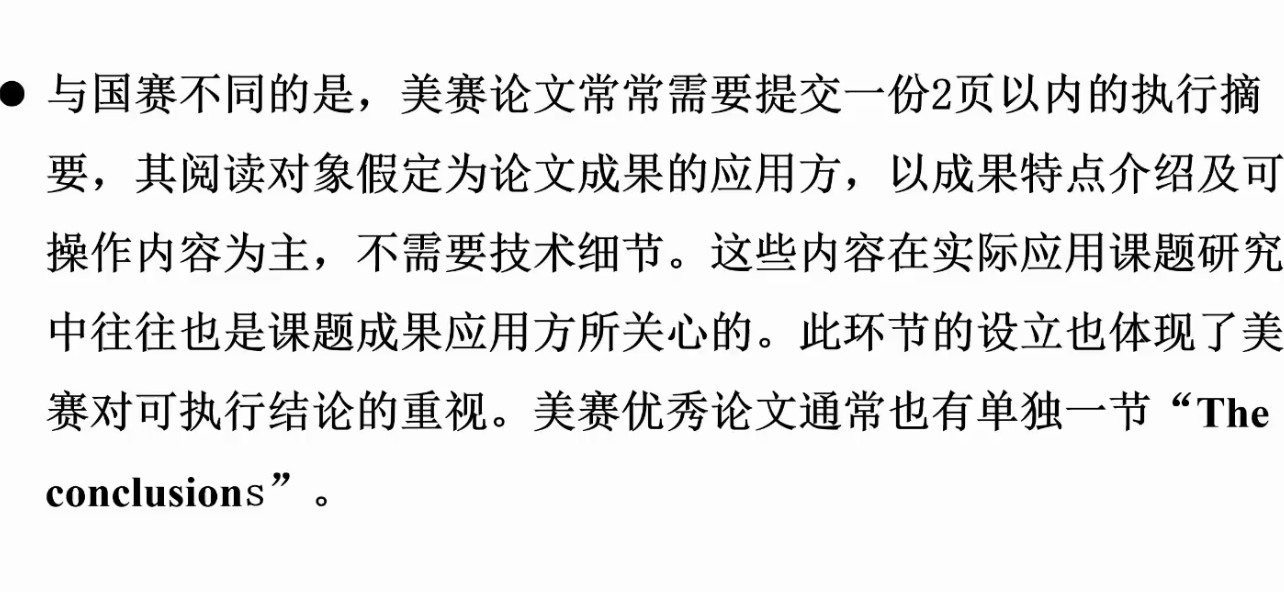 ● 与国赛不同的是，美赛论文常常需要提交一份2页以内的执行摘
要，其阅读对象假定为论文成果的应用方，以成果特点介绍及可
操作内容为主，不需要技术细节。这些内容在实际应用课题研究
中往往也是课题成果应用方所关心的。此环节的设立也体现了美
赛对可执行结论的重视。美赛优秀论文通常也有单独一节“The
conclusions”。